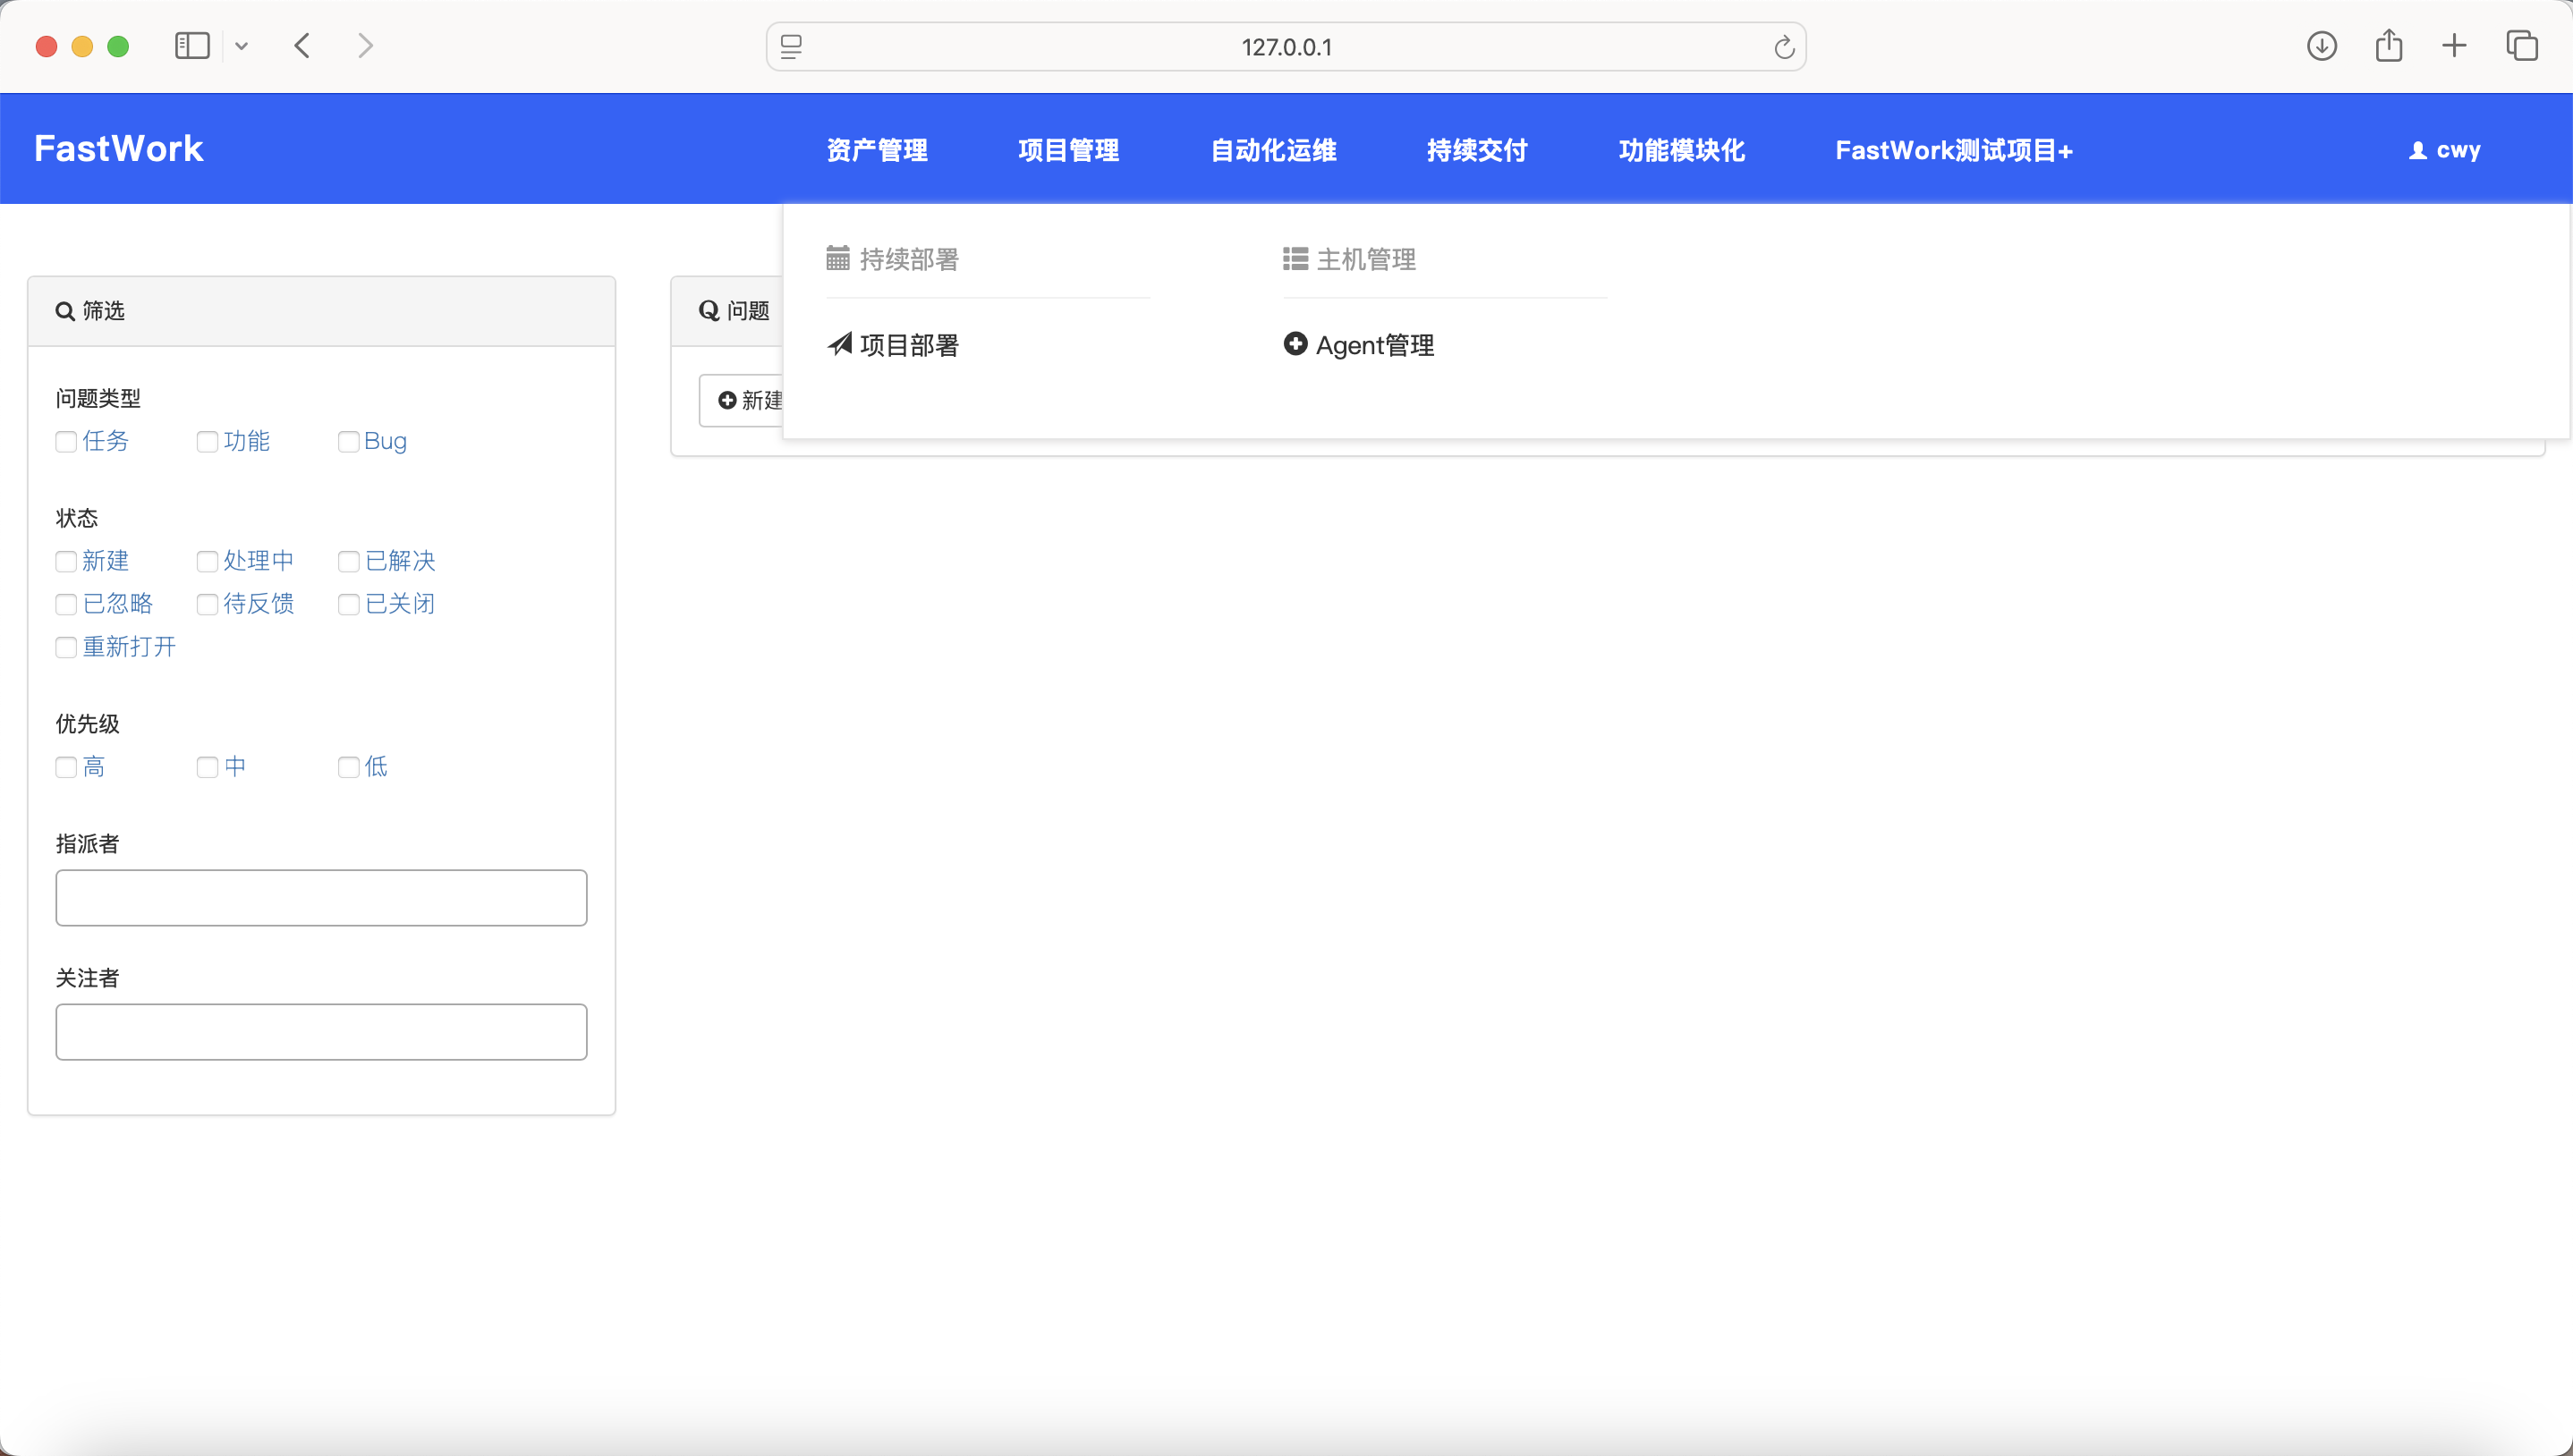 127.0.0.1
FastWork 资产管理 项目管理 自动化运维 持续交付 功能模块化 FastWork测试项目+ cwy
持续部署 主机管理
项目部署 Agent管理
筛选
问题类型
任务 功能 Bug
状态
新建 处理中 已解决
已忽略 待反馈 已关闭
重新打开
优先级
高 中 低
指派者
关注者
问题
新建